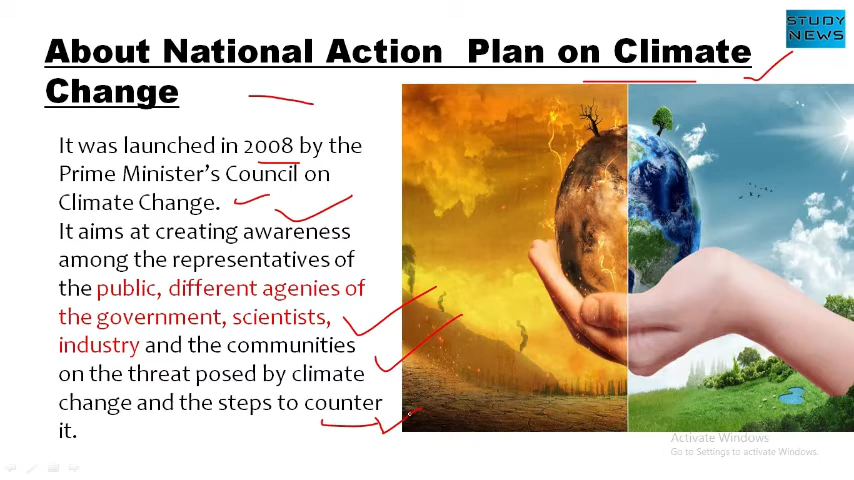 STUDY
NEWS
About National Action Plan on Climate
Change
It was launched in 2008 by the
Prime Minister's Council on
Climate Change.
It aims at creating awareness
among the representatives of
the public, different agenies of
the government, scientists,
industry and the communities
on the threat posed by climate
change and the steps to counter
it.
Activate Windows
Go to Settings to activate Windows.